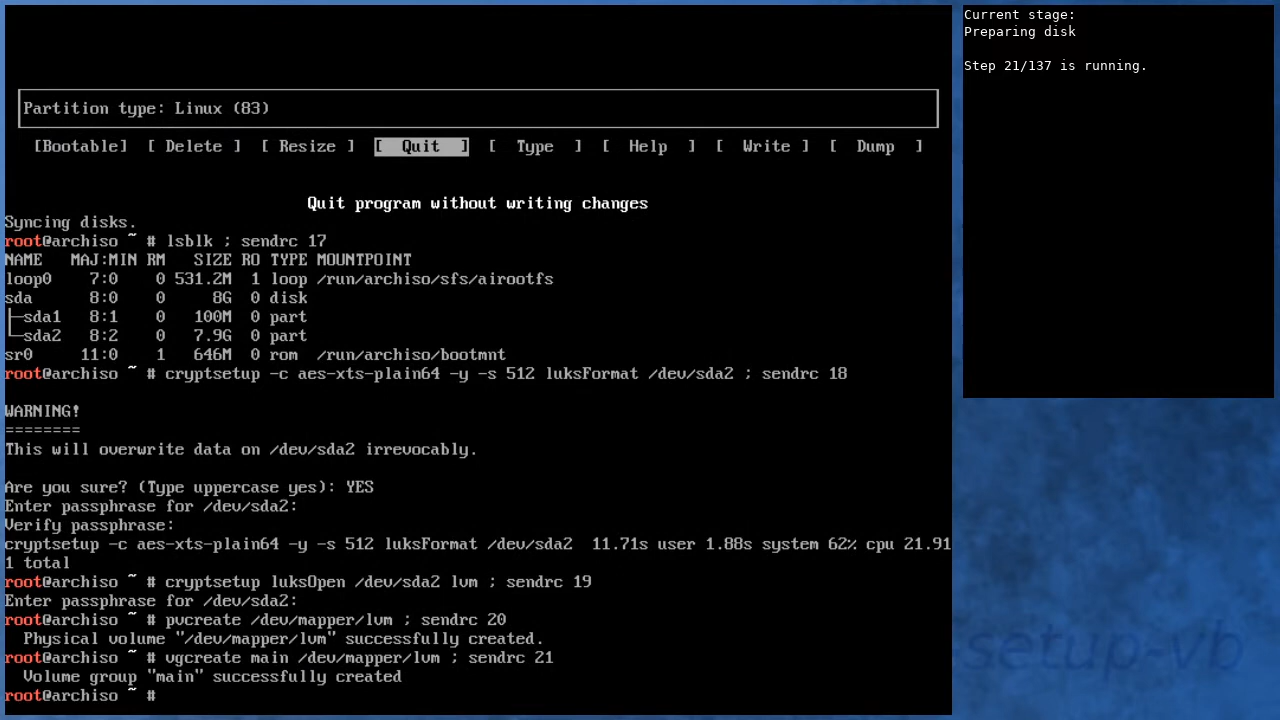 Partition type: Linux (83)
[Bootable] [ Delete ] [ Resize ] [ Quit ] [ Type ] [ Help ] [ Write ] [ Dump ]
Quit program without writing changes
Syncing disks.
root@archiso ~ # lsblk ; sendrc 17
NAME MAJ:MIN RM SIZE RO TYPE MOUNTPOINT
loop0 7:0 0 531.2M 1 loop /run/archiso/sfs/airootfs
sda 8:0 0 8G 0 disk
├─sda1 8:1 0 100M 0 part
└─sda2 8:2 0 7.9G 0 part
sr0 11:0 1 646M 0 rom /run/archiso/bootmnt
root@archiso ~ # cryptsetup -c aes-xts-plain64 -y -s 512 luksFormat /dev/sda2 ; sendrc 18
WARNING!
========
This will overwrite data on /dev/sda2 irrevocably.
Are you sure? (Type uppercase yes): YES
Enter passphrase for /dev/sda2:
Verify passphrase:
cryptsetup -c aes-xts-plain64 -y -s 512 luksFormat /dev/sda2 11.71s user 1.88s system 62% cpu 21.91
1 total
root@archiso ~ # cryptsetup luksOpen /dev/sda2 lvm ; sendrc 19
Enter passphrase for /dev/sda2:
root@archiso ~ # pvcreate /dev/mapper/lvm ; sendrc 20
Physical volume "/dev/mapper/lvm" successfully created.
root@archiso ~ # vgcreate main /dev/mapper/lvm ; sendrc 21
Volume group "main" successfully created
root@archiso ~ #
Current stage:
Preparing disk
Step 21/137 is running.
setup-vb